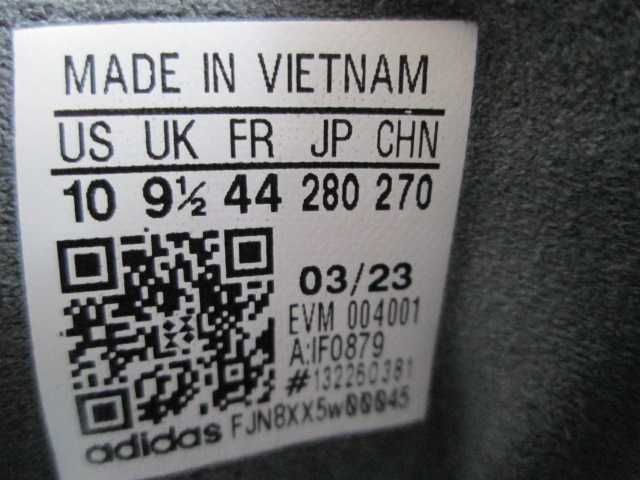 MADE IN VIETNAM
US UK FR JP CHN
10 9½ 44 280 270
03/23
EVM 004001
A:IF0879
#132260381
adidas FJN8XX5w00045